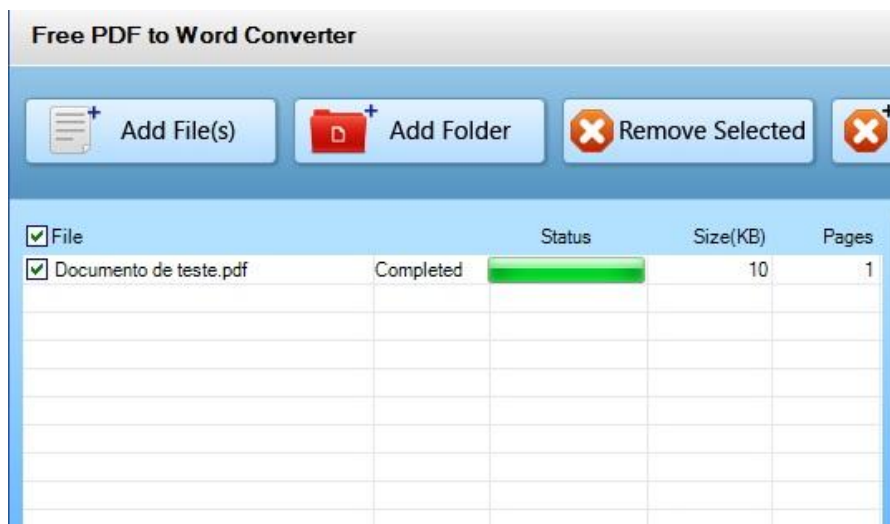 Free PDF to Word Converter
Add File(s) Add Folder Remove Selected
File Status Size(KB) Pages
Documento de teste.pdf Completed 10 1